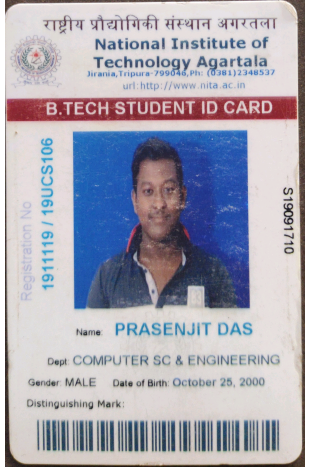 राष्ट्रीय प्रौद्योगिकी संस्थान अगरतला
National Institute of
Technology Agartala
Jirania,Tripura-799046,Ph: (0381)2348537
url:http://www.nita.ac.in
B.TECH STUDENT ID CARD
Registration No
1911119 / 19UCS106
S19091710
Name: PRASENJIT DAS
Dept: COMPUTER SC & ENGINEERING
Gender: MALE Date of Birth: October 25, 2000
Distinguishing Mark: